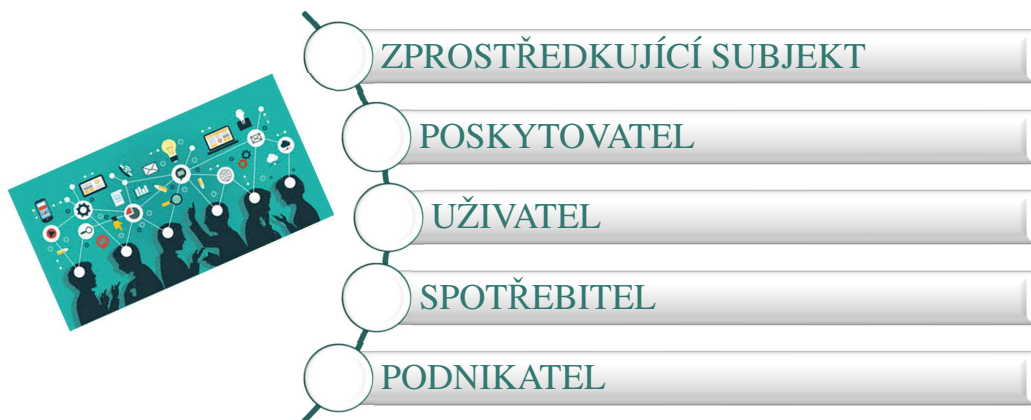 ZPROSTŘEDKUJÍCÍ SUBJEKT
POSKYTOVATEL
UŽIVATEL
SPOTŘEBITEL
PODNIKATEL